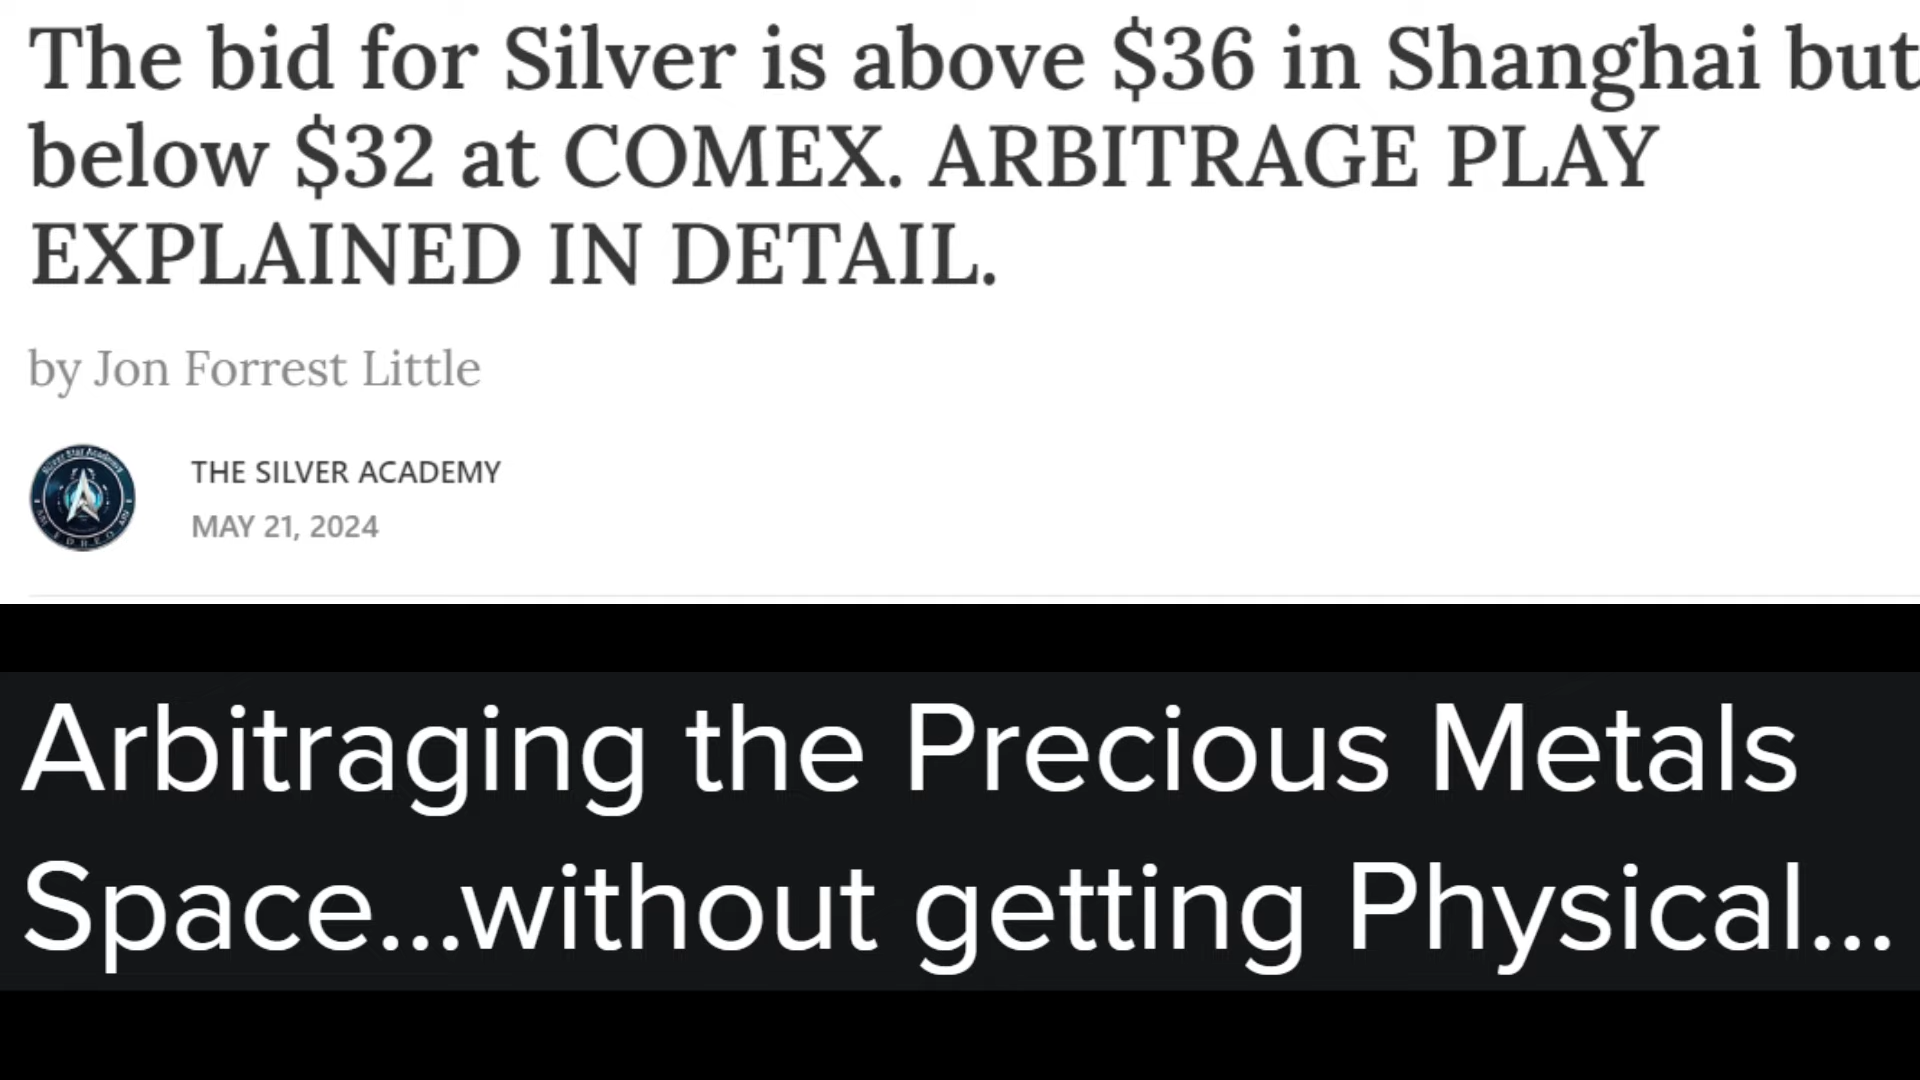 The bid for Silver is above $36 in Shanghai but
below $32 at COMEX. ARBITRAGE PLAY
EXPLAINED IN DETAIL.
by Jon Forrest Little
THE SILVER ACADEMY
MAY 21, 2024
Arbitraging the Precious Metals
Space...without getting Physical...